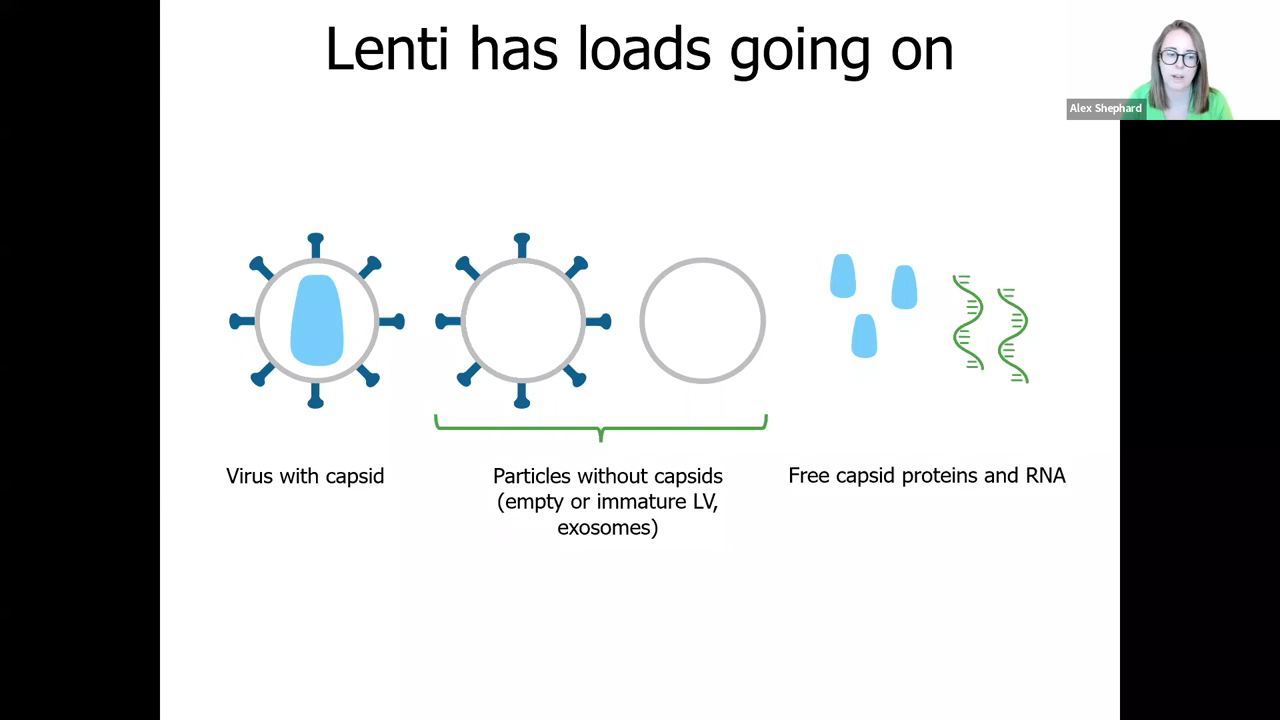 Lenti has loads going on
Alex Shephard
Virus with capsid
Particles without capsids
(empty or immature LV,
exosomes)
Free capsid proteins and RNA